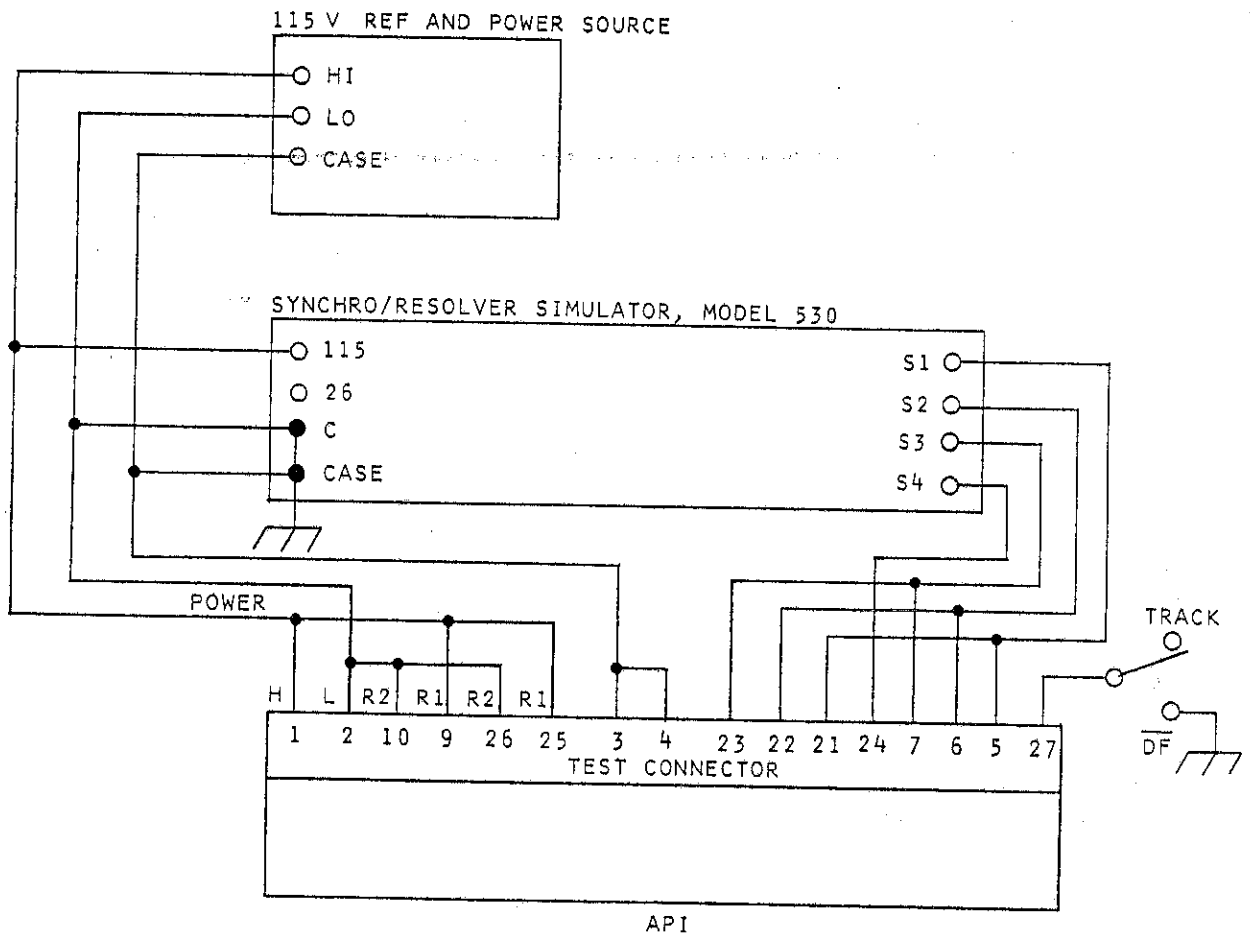 115 V REF AND POWER SOURCE
HI
LO
CASE
SYNCHRO/RESOLVER SIMULATOR, MODEL 530
115
26
C
CASE
S1
S2
S3
S4
POWER
TRACK
DF
H L R2 R1 R2 R1
1 2 10 9 26 25 3 4 23 22 21 24 7 6 5 27
TEST CONNECTOR
API